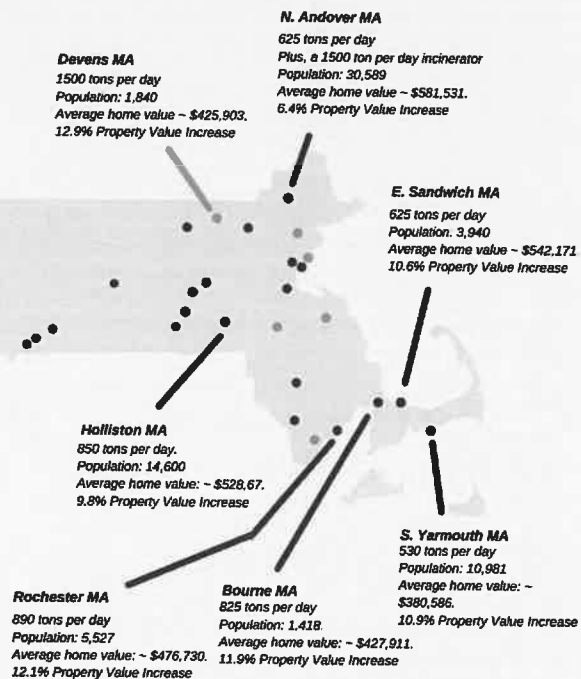 N. Andover MA
625 tons per day
Plus, a 1500 ton per day incinerator
Population: 30,589
Average home value ~ $581,531.
6.4% Property Value Increase
Devens MA
1500 tons per day
Population: 1,840
Average home value ~ $425,903.
12.9% Property Value Increase
E. Sandwich MA
625 tons per day
Population. 3,940
Average home value ~ $542,171
10.6% Property Value Increase
Holliston MA
850 tons per day.
Population: 14,600
Average home value: ~ $528,67.
9.8% Property Value Increase
S. Yarmouth MA
530 tons per day
Population: 10,981
Average home value: ~
$380,586.
10.9% Property Value Increase
Rochester MA
890 tons per day
Population: 5,527
Average home value: ~ $476,730.
12.1% Property Value Increase
Bourne MA
825 tons per day
Population: 1,418.
Average home value: ~ $427,911.
11.9% Property Value Increase